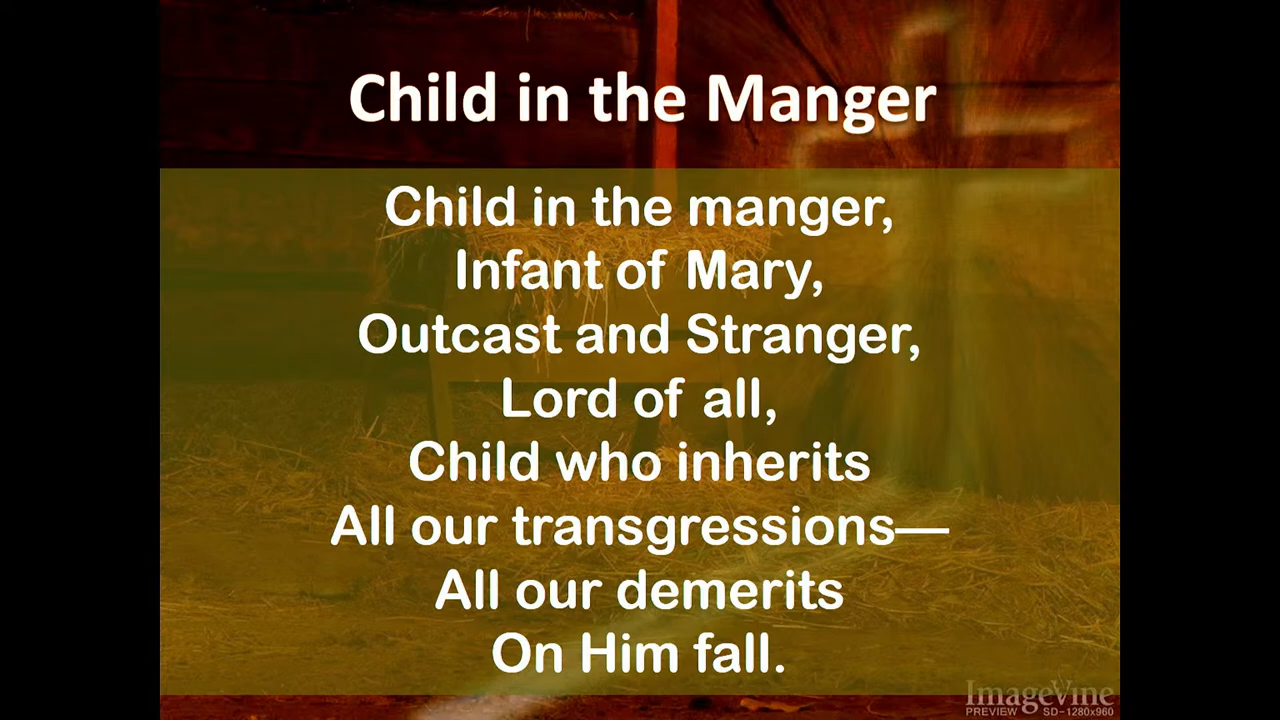 Child in the Manger
Child in the manger,
Infant of Mary,
Outcast and Stranger,
Lord of all,
Child who inherits
All our transgressions—
All our demerits
On Him fall.
ImageVine
PREVIEW SD-1280x960